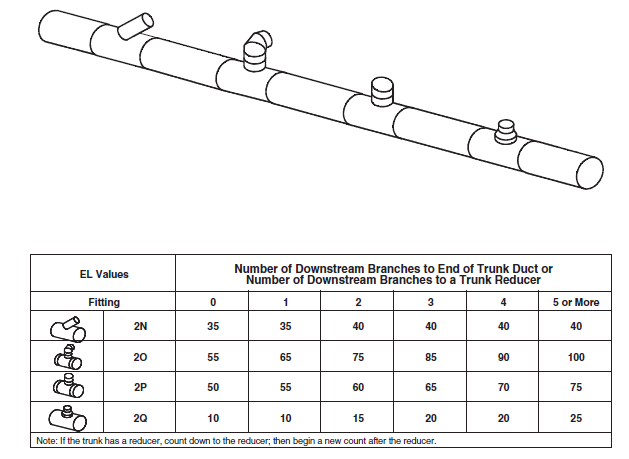 EL Values
Number of Downstream Branches to End of Trunk Duct or
Number of Downstream Branches to a Trunk Reducer
Fitting 0 1 2 3 4 5 or More
2N 35 35 40 40 40 40
2O 55 65 75 85 90 100
2P 50 55 60 65 70 75
2Q 10 10 15 20 20 25
Note: If the trunk has a reducer, count down to the reducer; then begin a new count after the reducer.